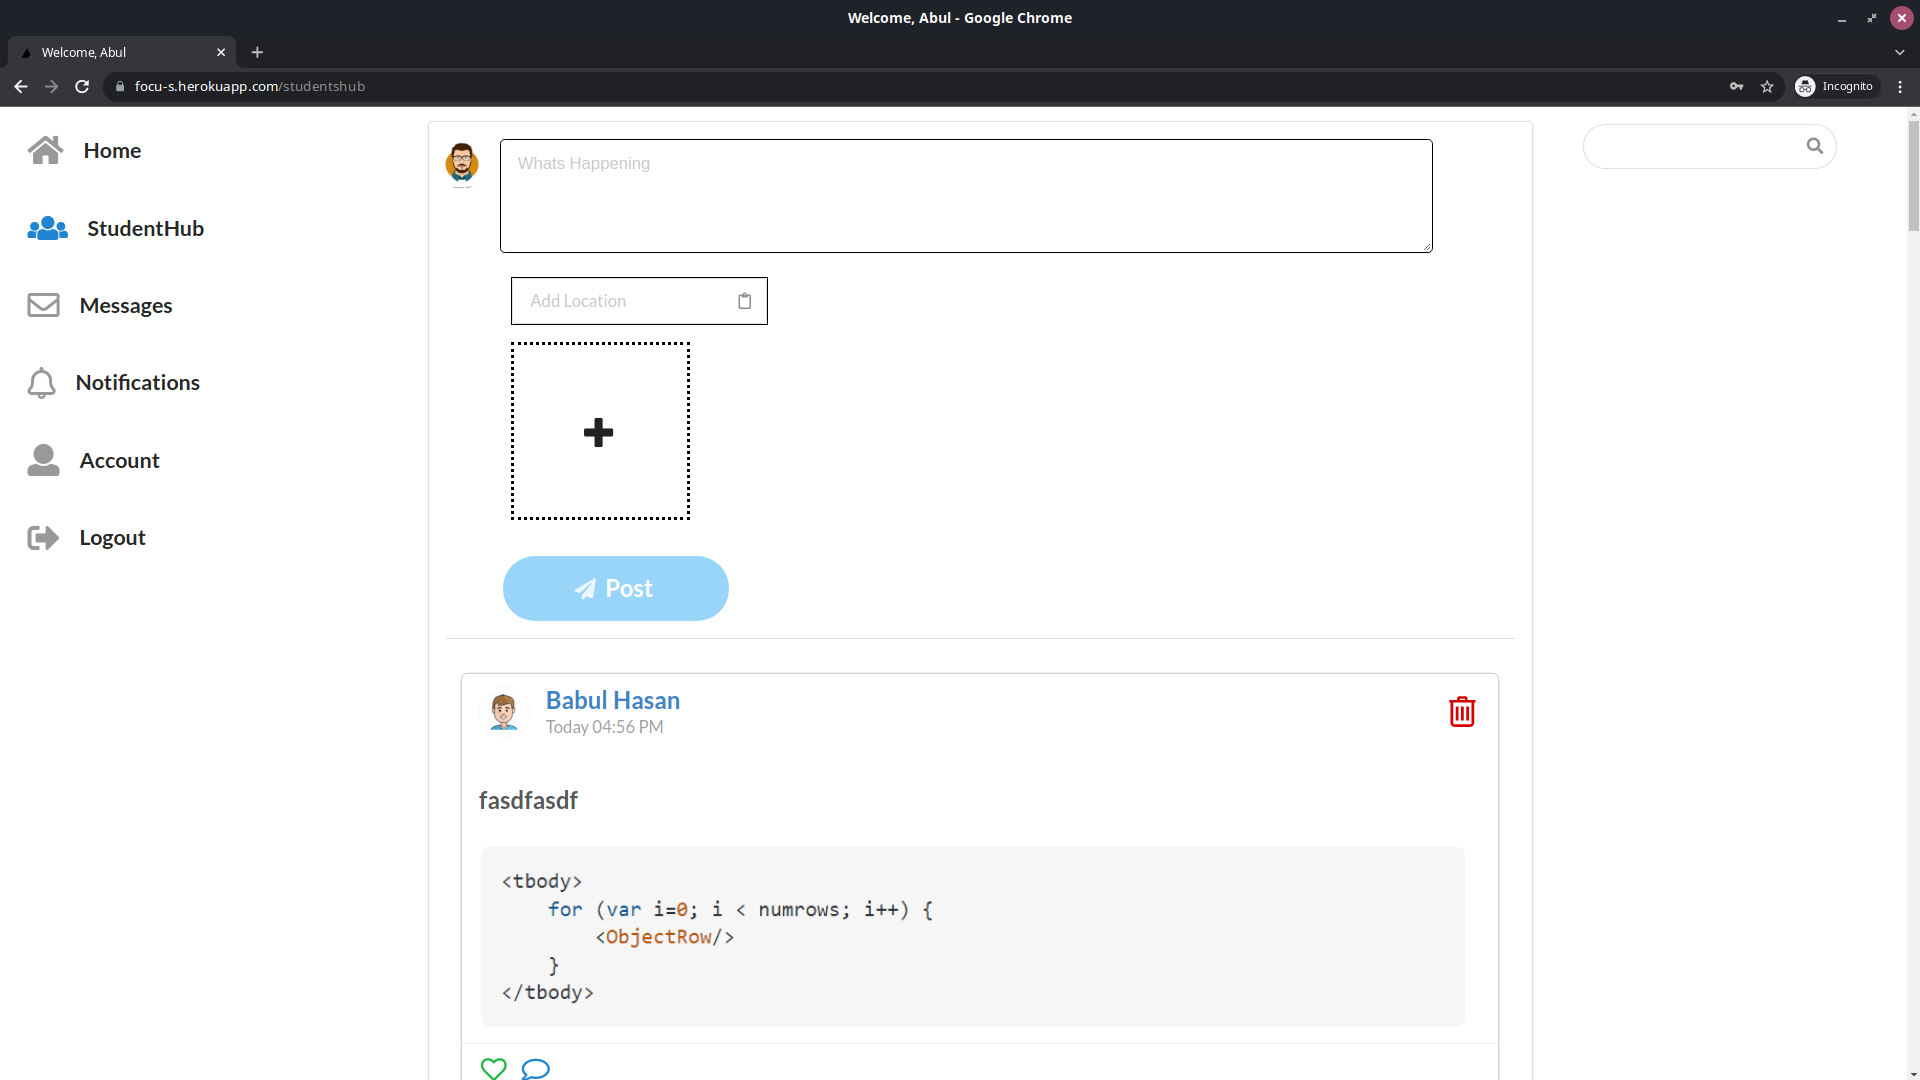 Welcome, Abul - Google Chrome
Welcome, Abul
focu-s.herokuapp.com/studentshub
Incognito
Home
StudentHub
Messages
Notifications
Account
Logout
Whats Happening
Add Location
Post
Babul Hasan
Today 04:56 PM
fasdfasdf
<tbody>
    for (var i=0; i < numrows; i++) {
        <ObjectRow/>
    }
</tbody>